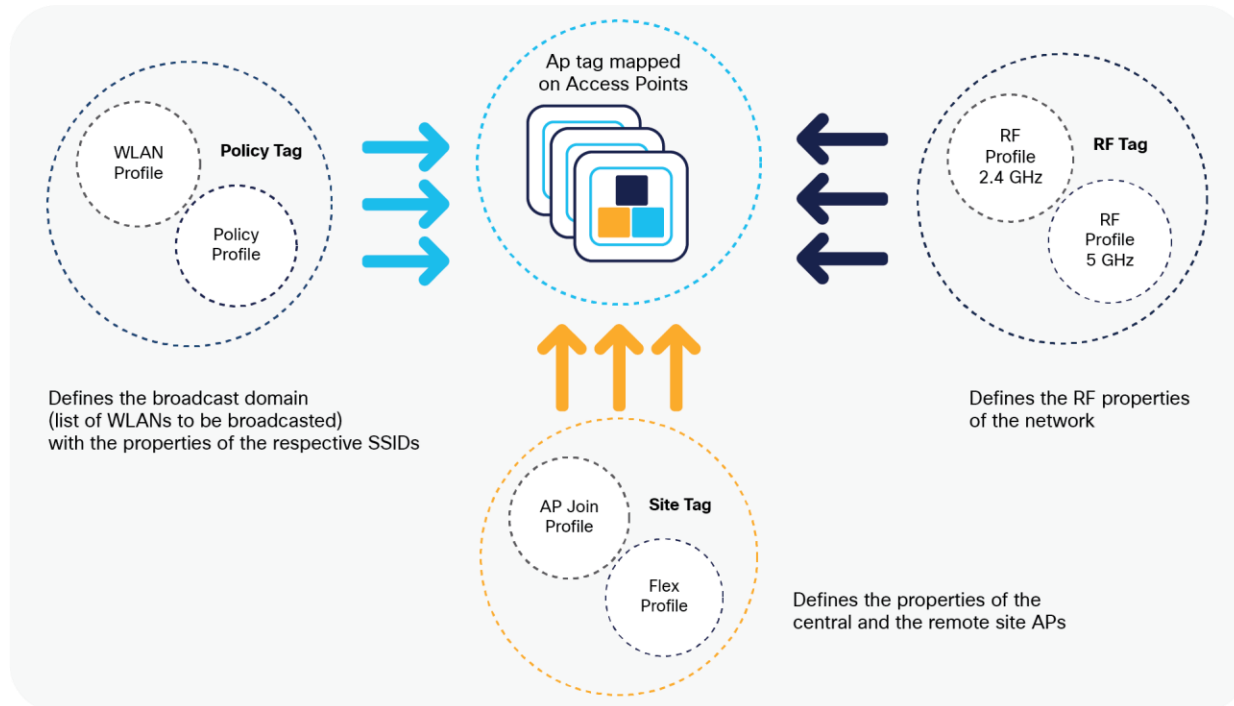 Ap tag mapped
on Access Points
WLAN
Profile
Policy Tag
Policy
Profile
RF
Profile
2.4 GHz
RF Tag
RF
Profile
5 GHz
Defines the broadcast domain
(list of WLANs to be broadcasted)
with the properties of the respective SSIDs
Defines the RF properties
of the network
AP Join
Profile
Site Tag
Flex
Profile
Defines the properties of the
central and the remote site APs